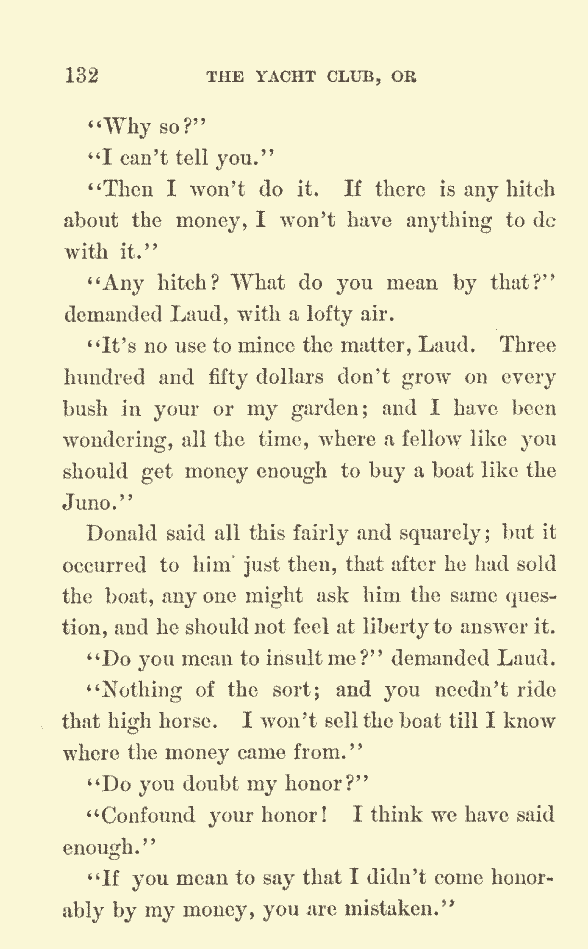 132 THE YACHT CLUB, OR
“Why so?”
“I can't tell you.”
“Then I won't do it. If there is any hitch
about the money, I won't have anything to do
with it.”
“Any hitch? What do you mean by that?”
demanded Laud, with a lofty air.
“It's no use to mince the matter, Laud. Three
hundred and fifty dollars don't grow on every
bush in your or my garden; and I have been
wondering, all the time, where a fellow like you
should get money enough to buy a boat like the
Juno.”
Donald said all this fairly and squarely; but it
occurred to him just then, that after he had sold
the boat, any one might ask him the same ques-
tion, and he should not feel at liberty to answer it.
“Do you mean to insult me?” demanded Laud.
“Nothing of the sort; and you needn't ride
that high horse. I won't sell the boat till I know
where the money came from.”
“Do you doubt my honor?”
“Confound your honor! I think we have said
enough.”
“If you mean to say that I didn't come honor-
ably by my money, you are mistaken.”